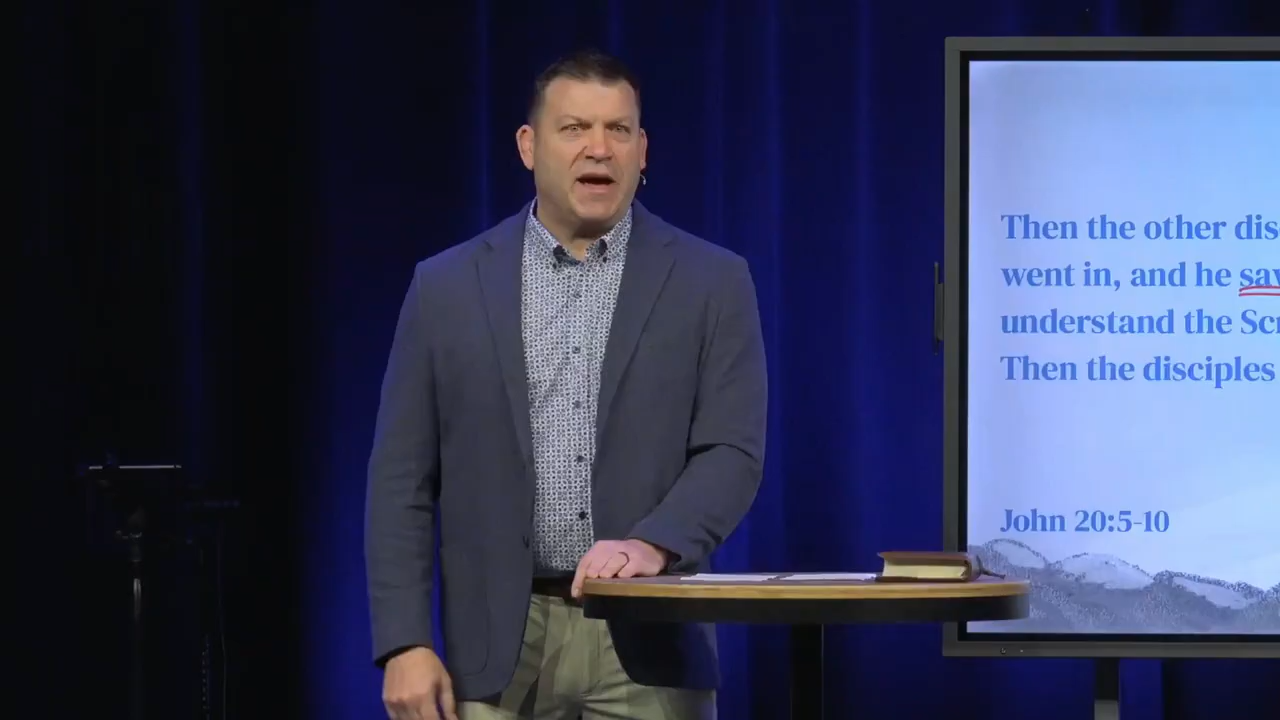 Then the other
went in, and he
understand the
Then the disciples
John 20:5-10